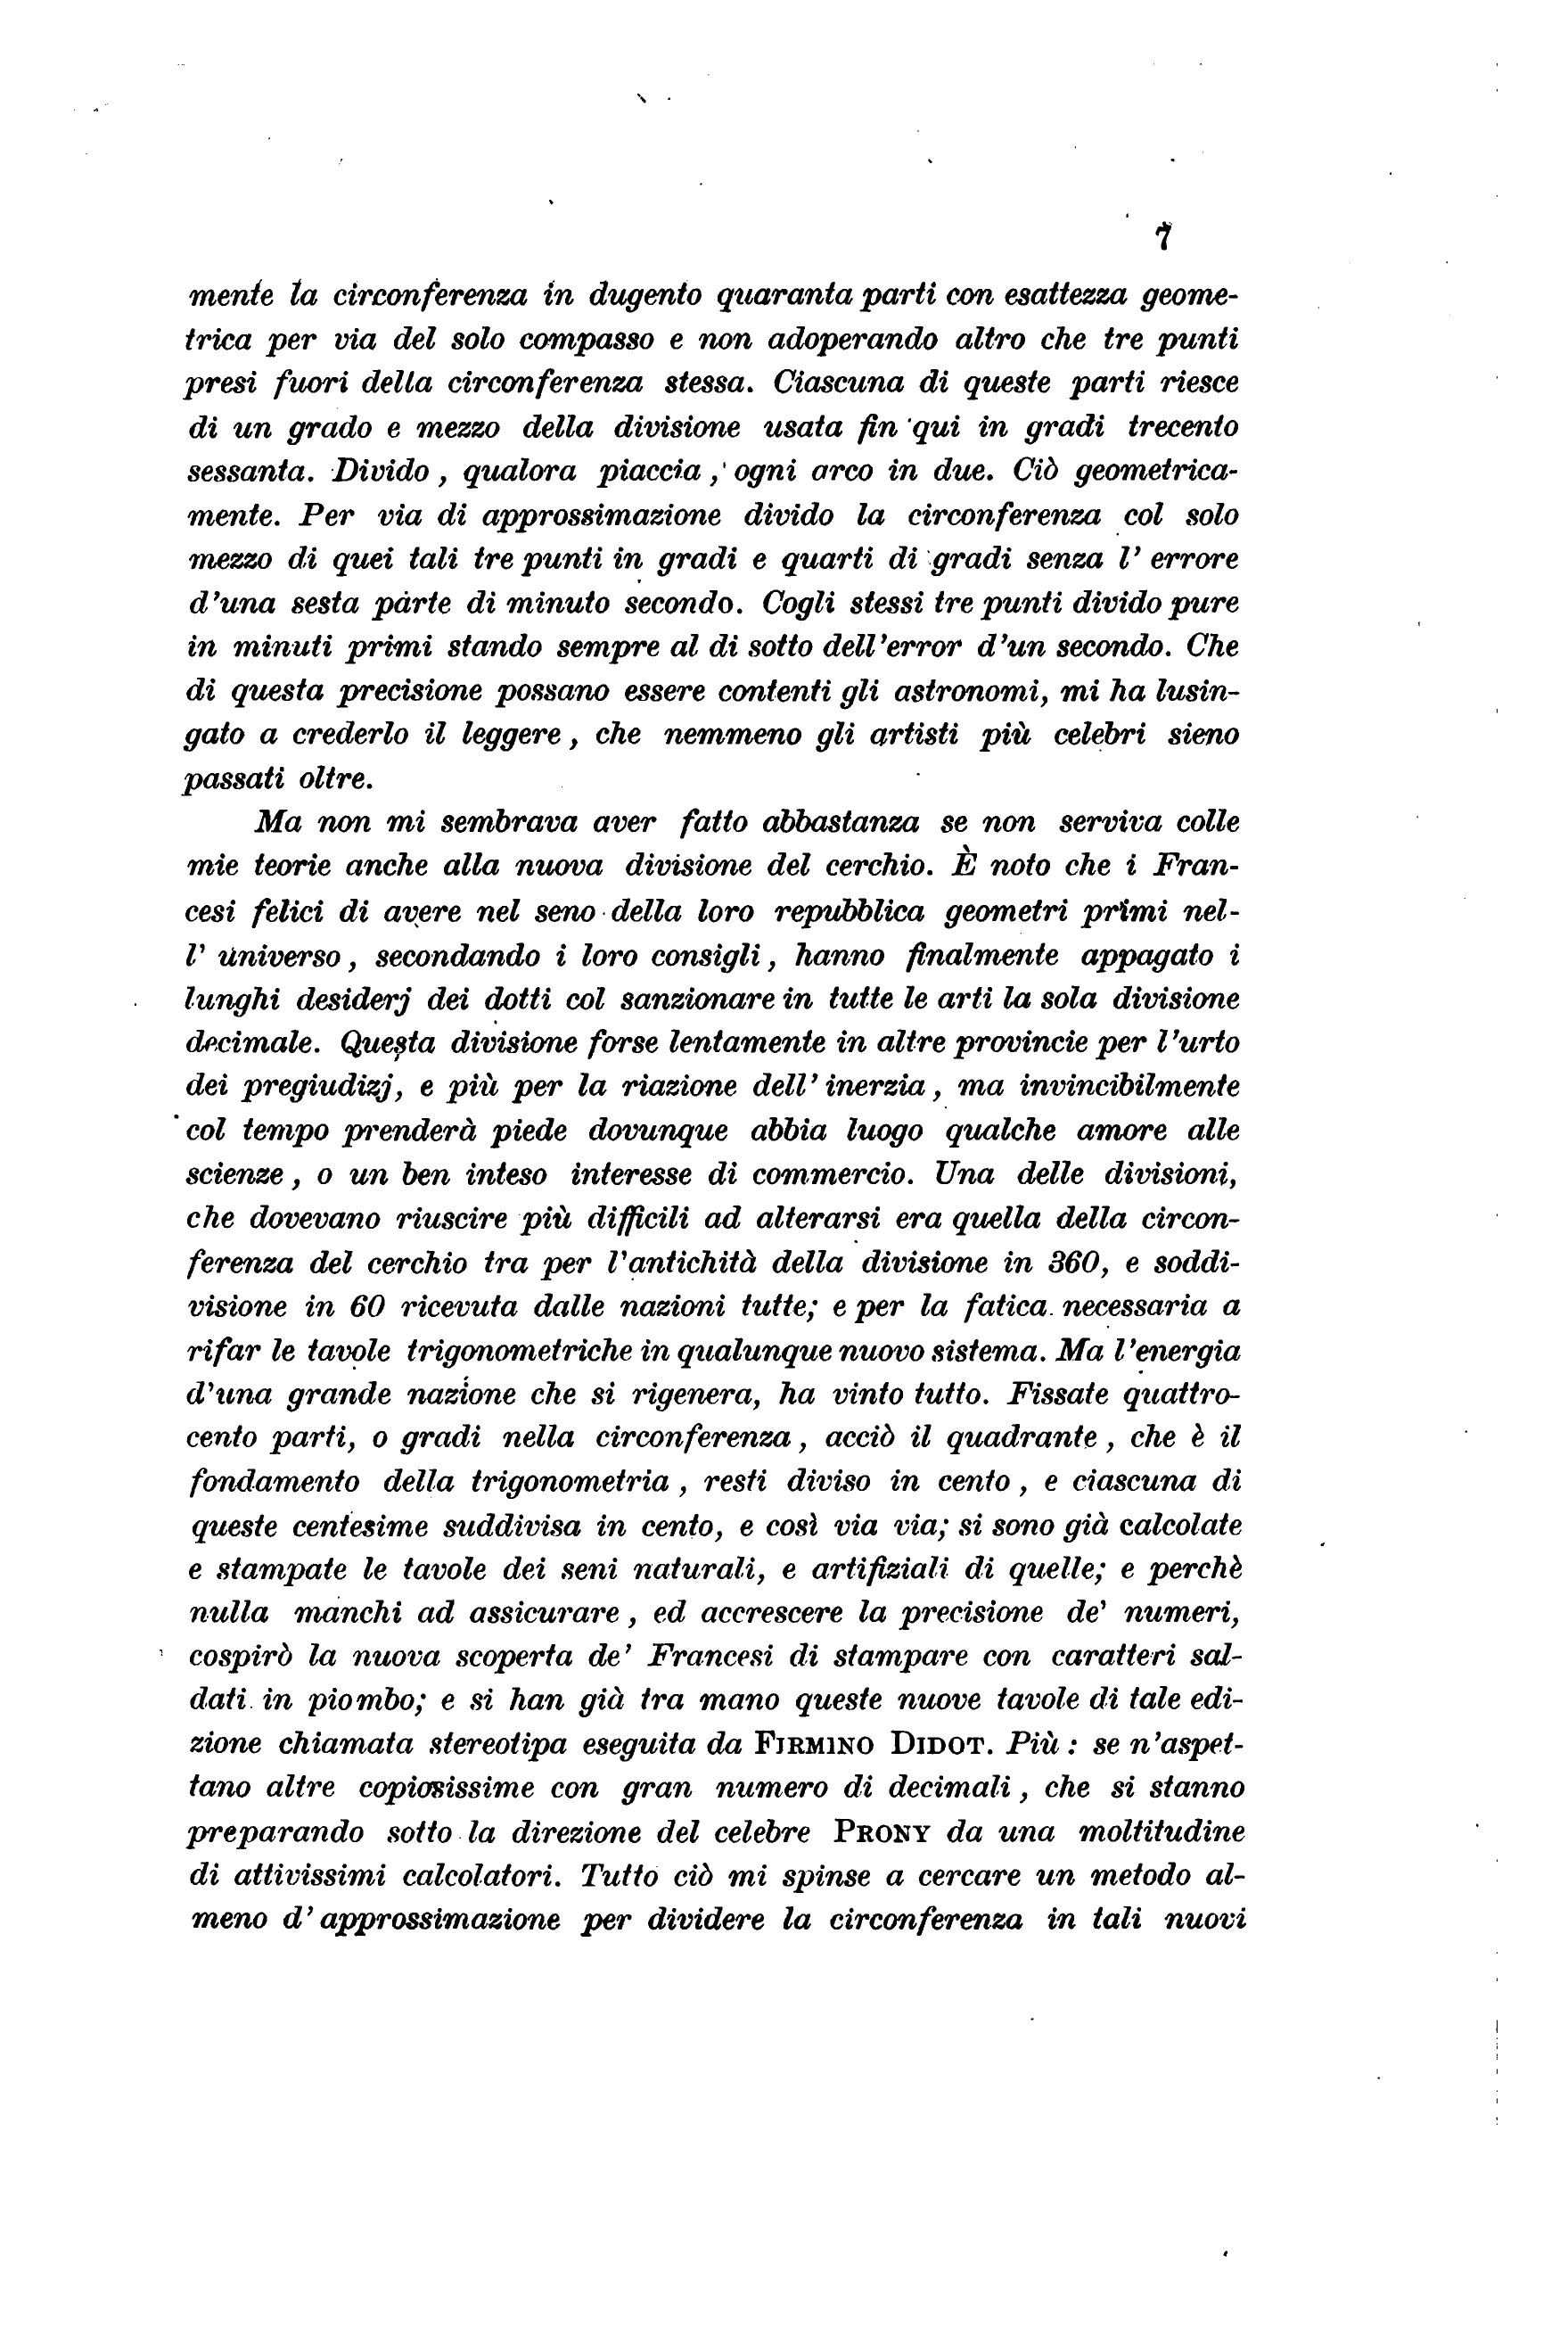 7
mente la circonferenza in dugento quaranta parti con esattezza geome-
trica per via del solo compasso e non adoperando altro che tre punti
presi fuori della circonferenza stessa. Ciascuna di queste parti riesce
di un grado e mezzo della divisione usata fin qui in gradi trecento
sessanta. Divido, qualora piaccia, ogni arco in due. Ciò geometrica-
mente. Per via di approssimazione divido la circonferenza col solo
mezzo di quei tali tre punti in gradi e quarti di gradi senza l' errore
d'una sesta parte di minuto secondo. Cogli stessi tre punti divido pure
in minuti primi stando sempre al di sotto dell'error d'un secondo. Che
di questa precisione possano essere contenti gli astronomi, mi ha lusin-
gato a crederlo il leggere, che nemmeno gli artisti più celebri sieno
passati oltre.
Ma non mi sembrava aver fatto abbastanza se non serviva colle
mie teorie anche alla nuova divisione del cerchio. È noto che i Fran-
cesi felici di avere nel seno della loro repubblica geometri primi nel-
l' universo, secondando i loro consigli, hanno finalmente appagato i
lunghi desiderj dei dotti col sanzionare in tutte le arti la sola divisione
decimale. Questa divisione forse lentamente in altre provincie per l'urto
dei pregiudizj, e più per la riazione dell' inerzia, ma invincibilmente
col tempo prenderà piede dovunque abbia luogo qualche amore alle
scienze, o un ben inteso interesse di commercio. Una delle divisioni,
che dovevano riuscire più difficili ad alterarsi era quella della circon-
ferenza del cerchio tra per l'antichità della divisione in 360, e soddi-
visione in 60 ricevuta dalle nazioni tutte; e per la fatica necessaria a
rifar le tavole trigonometriche in qualunque nuovo sistema. Ma l'energia
d'una grande nazione che si rigenera, ha vinto tutto. Fissate quattro-
cento parti, o gradi nella circonferenza, acciò il quadrante, che è il
fondamento della trigonometria, resti diviso in cento, e ciascuna di
queste centesime suddivisa in cento, e così via via; si sono già calcolate
e stampate le tavole dei seni naturali, e artifiziali di quelle; e perchè
nulla manchi ad assicurare, ed accrescere la precisione de' numeri,
cospirò la nuova scoperta de' Francesi di stampare con caratteri sal-
dati in piombo; e si han già tra mano queste nuove tavole di tale edi-
zione chiamata stereotipa eseguita da FIRMINO DIDOT. Più: se n'aspet-
tano altre copiosissime con gran numero di decimali, che si stanno
preparando sotto la direzione del celebre PRONY da una moltitudine
di attivissimi calcolatori. Tutto ciò mi spinse a cercare un metodo al-
meno d' approssimazione per dividere la circonferenza in tali nuovi